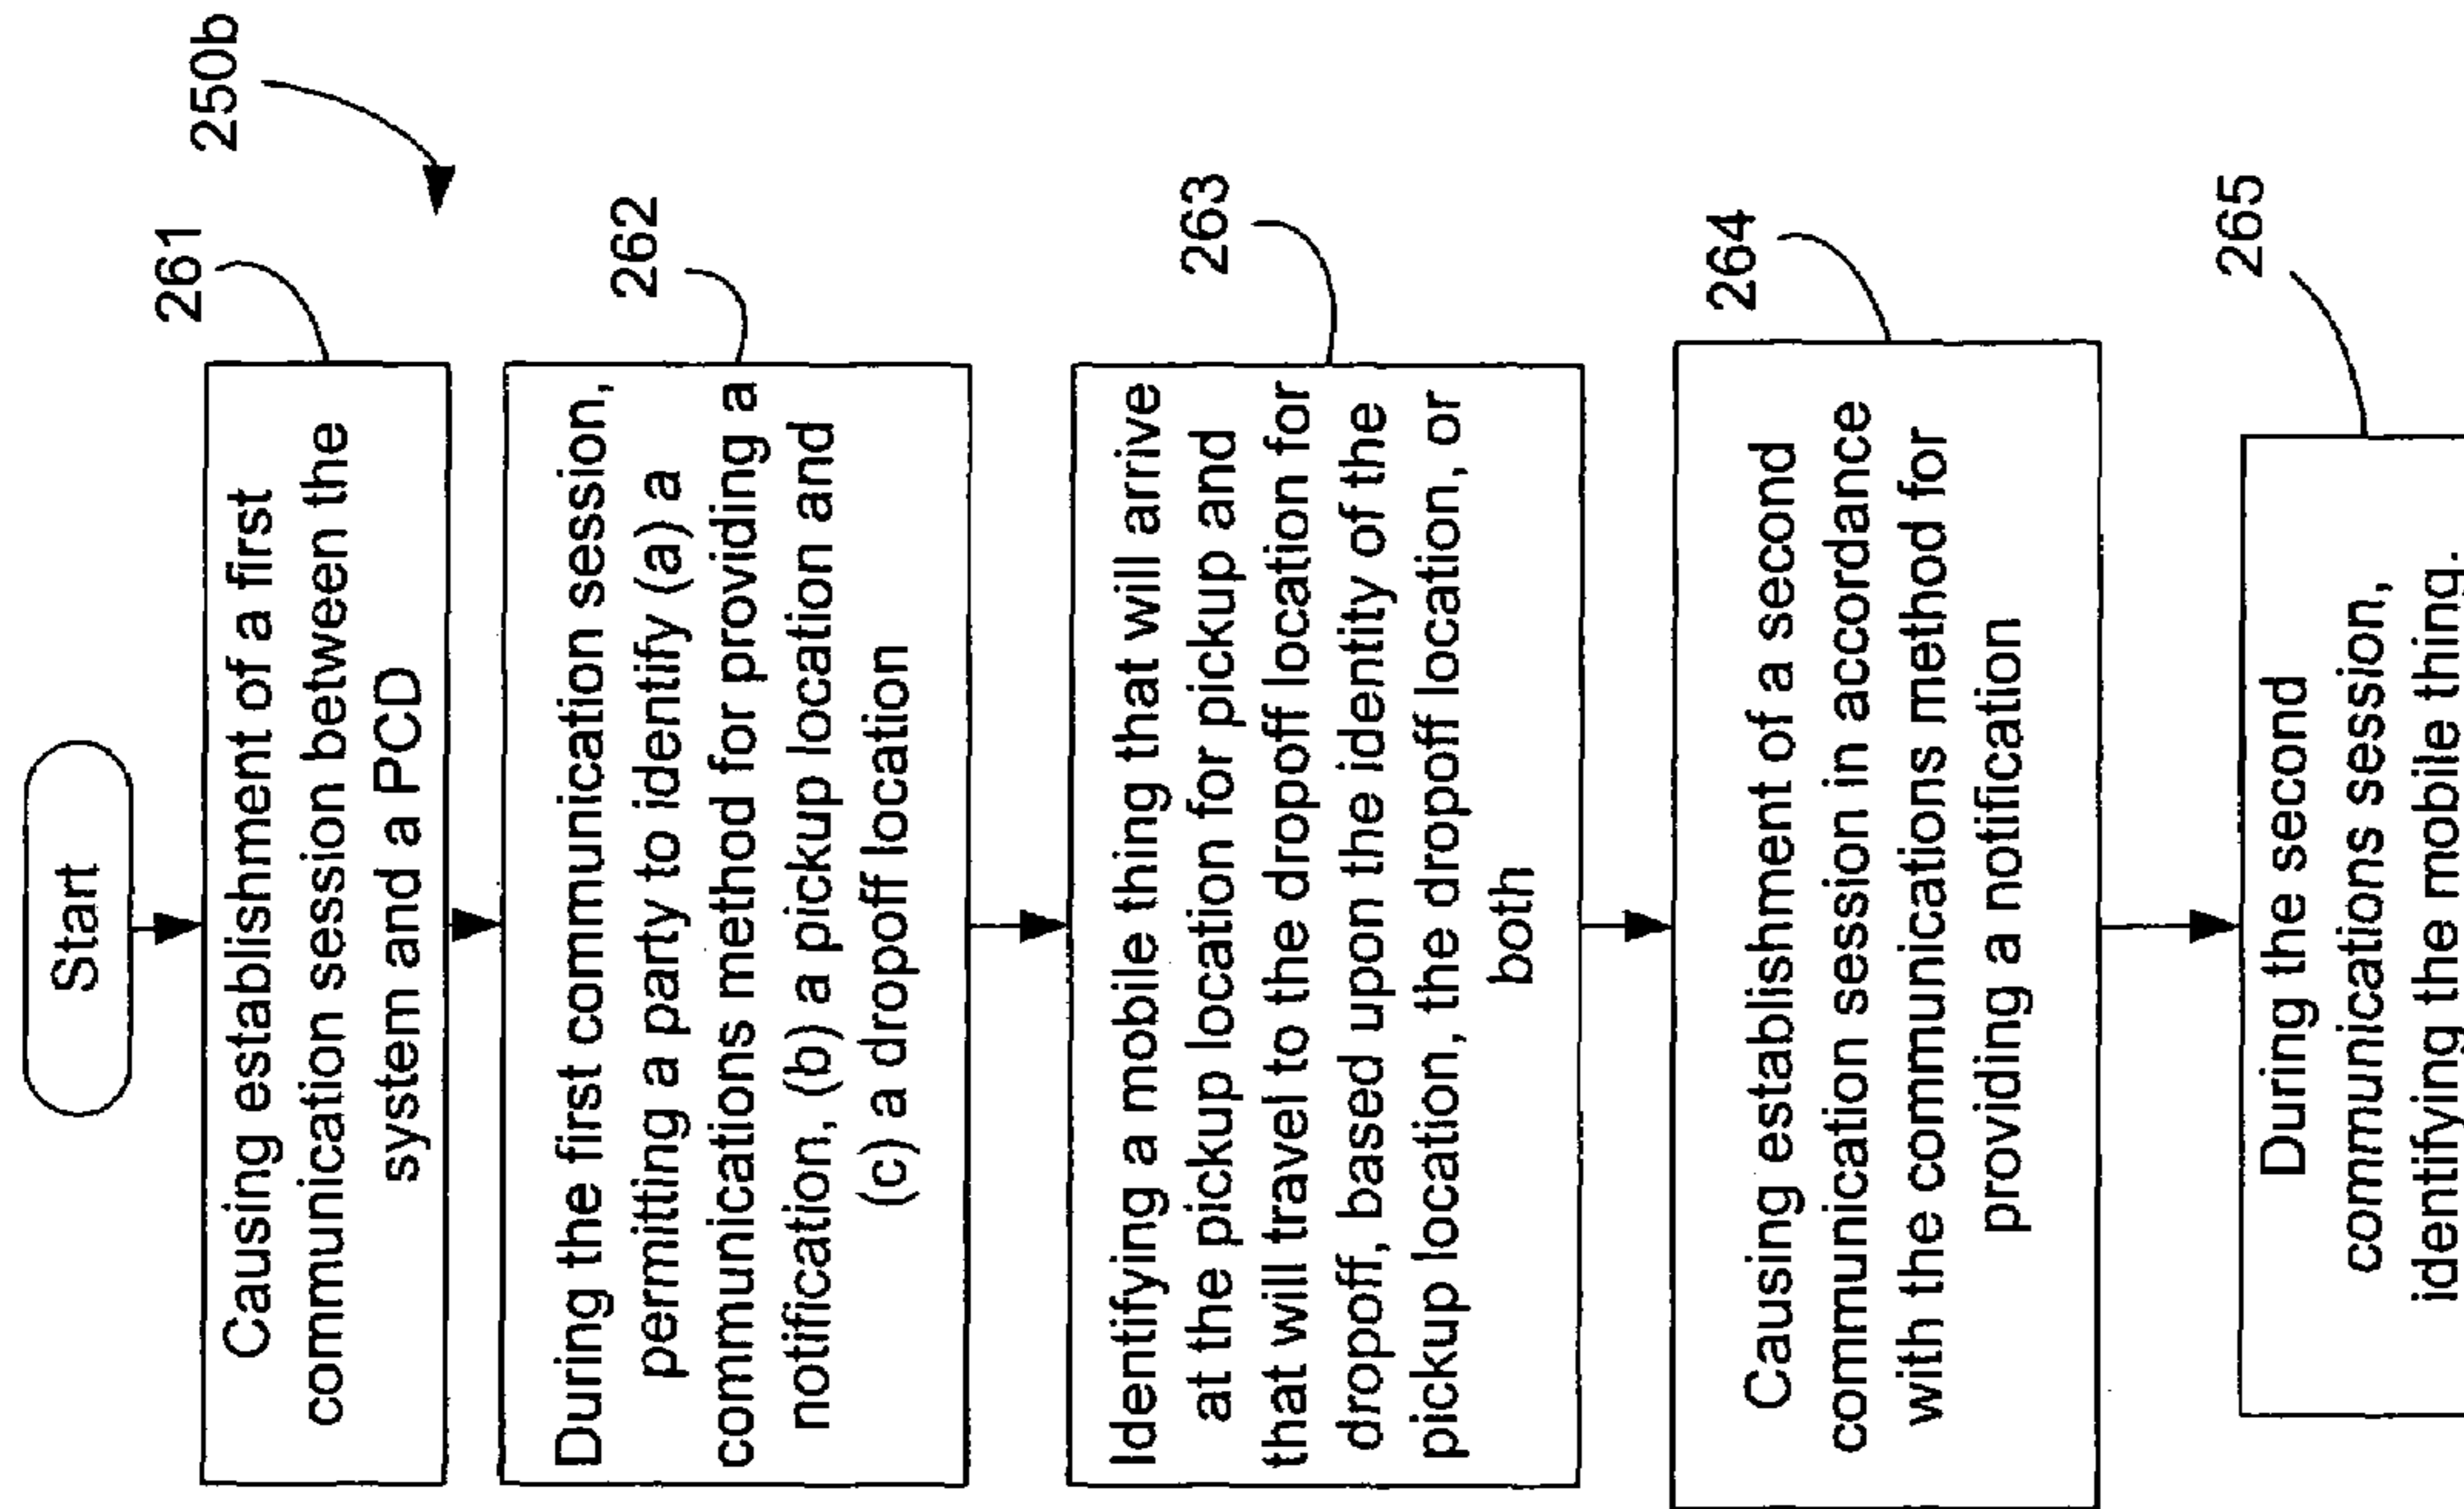 250b
Start
261
Causing establishment of a first
communication session between the
system and a PCD
262
During the first communication session,
permitting a party to identify (a) a
communications method for providing a
notification, (b) a pickup location and
(c) a dropoff location
263
Identifying a mobile thing that will arrive
at the pickup location for pickup and
that will travel to the dropoff location for
dropoff, based upon the identity of the
pickup location, the dropoff location, or
both
264
Causing establishment of a second
communication session in accordance
with the communications method for
providing a notification
265
During the second
communications session,
identifying the mobile thing.